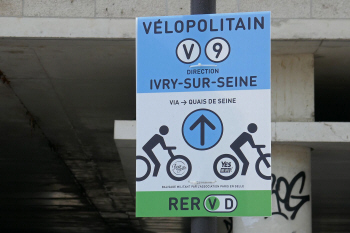 VÉLOPOLITAIN
V 9
DIRECTION
IVRY-SUR-SEINE
VIA → QUAIS DE SEINE
RER V D